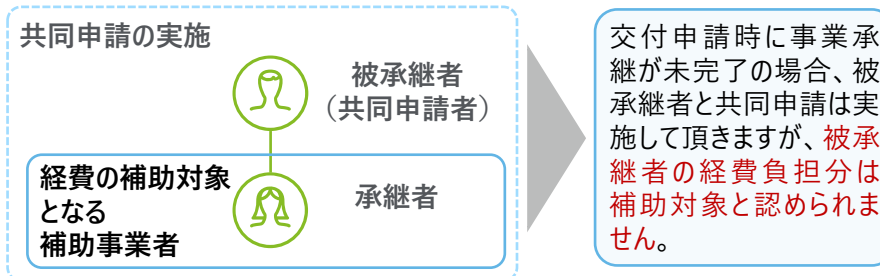 共同申請の実施
被承継者
（共同申請者）
経費の補助対象
となる
補助事業者
承継者
交付申請時に事業承
継が未完了の場合、被
承継者と共同申請は実
施して頂きますが、被承
継者の経費負担分は
補助対象と認められま
せん。